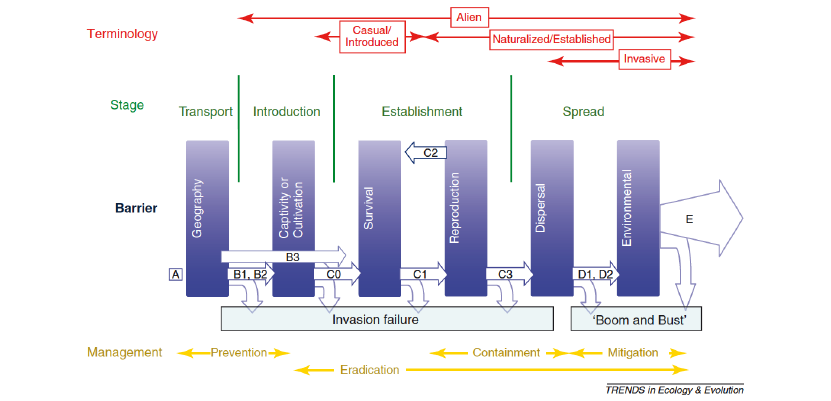 Alien
Terminology
Casual/
Introduced
Naturalized/Established
Invasive
Stage
Transport
Introduction
Establishment
Spread
Barrier
Geography
Captivity or
Cultivation
Survival
Reproduction
Dispersal
Environmental
C2
E
B3
A
B1, B2
C0
C1
C3
D1, D2
Invasion failure
'Boom and Bust'
Management
Prevention
Containment
Mitigation
Eradication
TRENDS in Ecology & Evolution